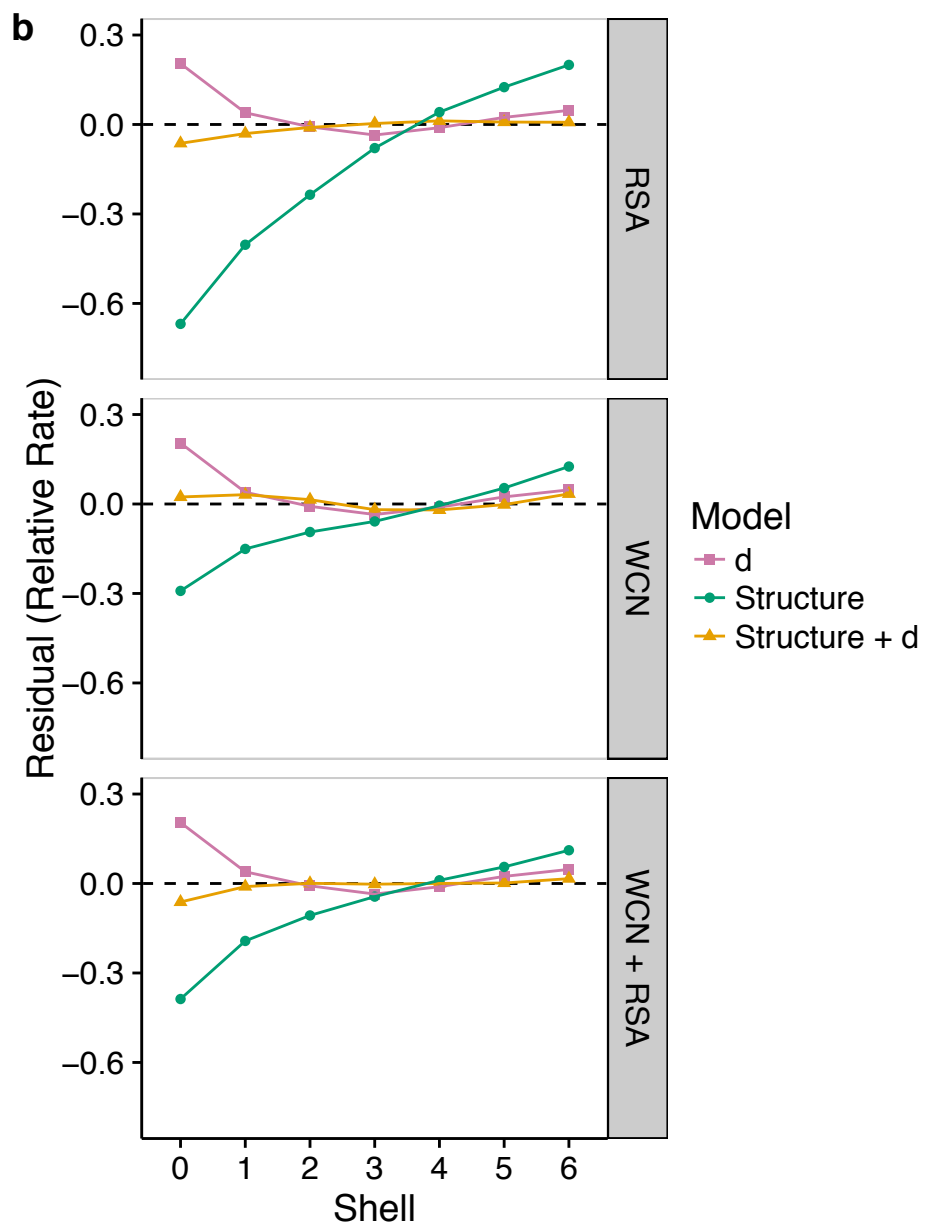 b
0.3
0.0
−0.3
−0.6
RSA
0.3
0.0
−0.3
−0.6
WCN
0.3
0.0
−0.3
−0.6
WCN + RSA
Residual (Relative Rate)
0 1 2 3 4 5 6
Shell
Model
d
Structure
Structure + d